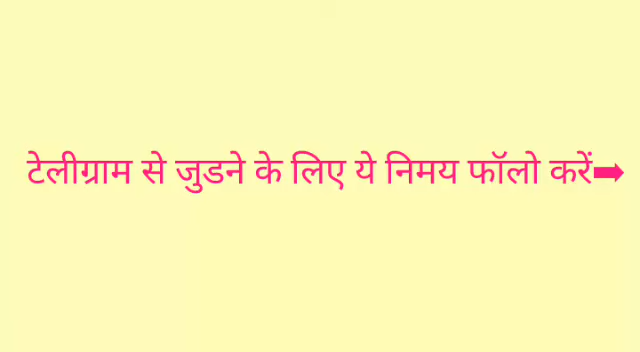 टेलीग्राम से जुडने के लिए ये निमय फॉलो करें➡